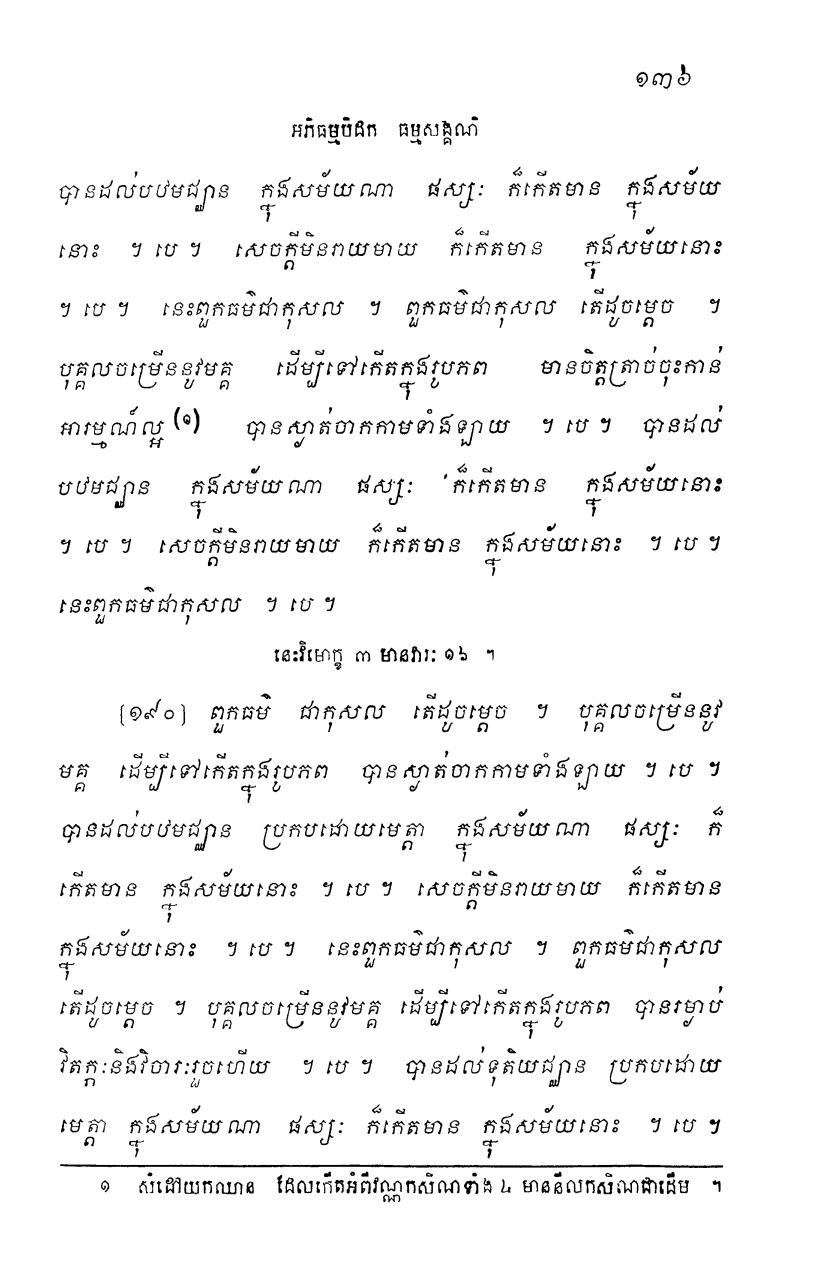 ១៣៦
អភិធម្មបិដក ធម្មសង្គណិ
បានដល់បឋមជ្ឈាន ក្នុងសម័យណា ផស្សៈ ក៏កើតមាន ក្នុងសម័យ
នោះ ។ បេ ។ សេចក្តីមិនរាយមាយ ក៏កើតមាន ក្នុងសម័យនោះ
។ បេ ។ នេះពួកធម៌ជាកុសល ។ ពួកធម៌ជាកុសល តើដូចម្តេច ។
បុគ្គលចម្រើននូវមគ្គ ដើម្បីទៅកើតក្នុងរូបភព មានចិត្តត្រាច់ចុះកាន់
អារម្មណ៍ល្អ (១) បានស្ងាត់ចាកកាមទាំងឡាយ ។ បេ ។ បានដល់
បឋមជ្ឈាន ក្នុងសម័យណា ផស្សៈ ក៏កើតមាន ក្នុងសម័យនោះ
។ បេ ។ សេចក្តីមិនរាយមាយ ក៏កើតមាន ក្នុងសម័យនោះ ។ បេ ។
នេះពួកធម៌ជាកុសល ។ បេ ។
នេះវិមោក្ខ ៣ មានវារៈ ១៦ ។
[១៩០] ពួកធម៌ ជាកុសល តើដូចម្តេច ។ បុគ្គលចម្រើននូវ
មគ្គ ដើម្បីទៅកើតក្នុងរូបភព បានស្ងាត់ចាកកាមទាំងឡាយ ។ បេ ។
បានដល់បឋមជ្ឈាន ប្រកបដោយមេត្តា ក្នុងសម័យណា ផស្សៈ ក៏
កើតមាន ក្នុងសម័យនោះ ។ បេ ។ សេចក្តីមិនរាយមាយ ក៏កើតមាន
ក្នុងសម័យនោះ ។ បេ ។ នេះពួកធម៌ជាកុសល ។ ពួកធម៌ជាកុសល
តើដូចម្តេច ។ បុគ្គលចម្រើននូវមគ្គ ដើម្បីទៅកើតក្នុងរូបភព បានរម្ងាប់
វិតក្កៈនិងវិចារៈរួចហើយ ។ បេ ។ បានដល់ទុតិយជ្ឈាន ប្រកបដោយ
មេត្តា ក្នុងសម័យណា ផស្សៈ ក៏កើតមាន ក្នុងសម័យនោះ ។ បេ ។
១ សំដៅយកឈាន ដែលកើតអំពីវណ្ណកសិណទាំង ៤ មាននីលកសិណជាដើម ។